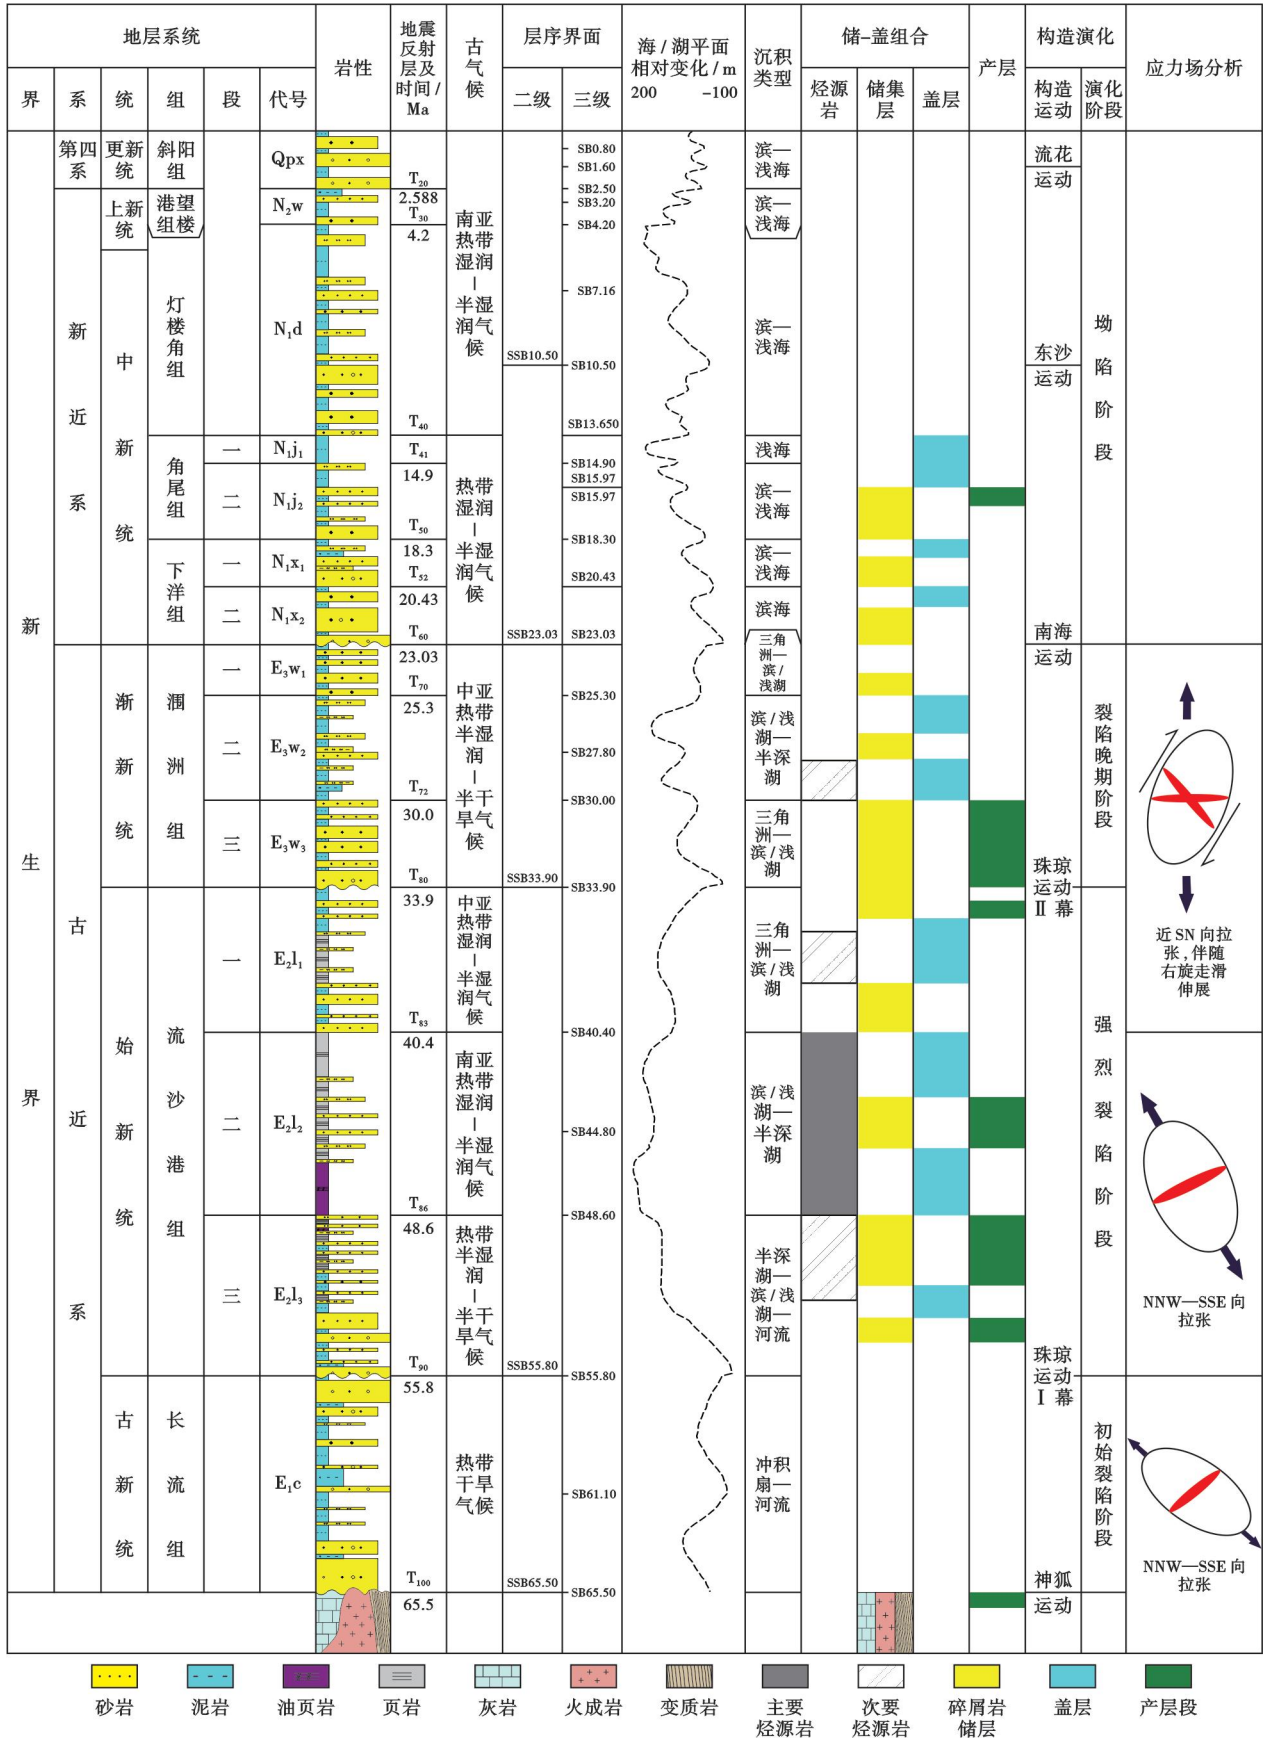 地层系统
岩性
地震
反射
层及
时间/
Ma
古
气
候
层序界面
海/湖平面
相对变化/m
200 -100
沉积
类型
储-盖组合
产层
构造演化
应力场分析
界
系
统
组
段
代号
二级
三级
烃源
岩
储集
层
盖层
构造
运动
演化
阶段
新
生
界
第四
系
新
近
系
古
近
系
更新
统
上新
统
中
新
统
渐
新
统
始
新
统
古
新
统
斜阳
组
港望
组楼
灯
楼
角
组
角
尾
组
下
洋
组
涠
洲
组
流
沙
港
组
长
流
组
一
二
一
二
一
二
三
一
二
三
Qpx
N₂w
N₁d
N₁j₁
N₁j₂
N₁x₁
N₁x₂
E₃w₁
E₃w₂
E₃w₃
E₂l₁
E₂l₂
E₂l₃
E₁c
T₂₀
2.588
T₃₀
4.2
T₄₀
T₄₁
14.9
T₅₀
18.3
T₅₂
20.43
T₆₀
23.03
T₇₀
25.3
T₇₂
30.0
T₈₀
33.9
T₈₃
40.4
T₈₆
48.6
T₉₀
55.8
T₁₀₀
65.5
南亚
热带
湿润
–
半湿
润气
候
热带
湿润
–
半湿
润气
候
中亚
热带
半湿
润
–
半干
旱气
候
中亚
热带
湿润
–
半湿
润气
候
南亚
热带
湿润
–
半湿
润气
候
热带
半湿
润
–
半干
旱气
候
热带
干旱
气候
SSB10.50
SSB23.03
SSB33.90
SSB55.80
SSB65.50
SB0.80
SB1.60
SB2.50
SB3.20
SB4.20
SB7.16
SB10.50
SB13.650
SB14.90
SB15.97
SB15.97
SB18.30
SB20.43
SB23.03
SB25.30
SB27.80
SB30.00
SB33.90
SB40.40
SB44.80
SB48.60
SB55.80
SB61.10
SB65.50
滨—
浅海
滨—
浅海
滨—
浅海
浅海
滨—
浅海
滨—
浅海
滨海
三角
洲—
滨/
浅湖
滨/浅
湖—
半深
湖
三角
洲—
滨/浅
湖
三角
洲—
滨/浅
湖
滨/浅
湖—
半深
湖
半深
湖—
滨/浅
湖—
河流
冲积
扇—
河流
流花
运动
东沙
运动
南海
运动
珠琼
运动
Ⅱ幕
珠琼
运动
Ⅰ幕
神狐
运动
坳
陷
阶
段
裂
陷
晚
期
阶
段
强
烈
裂
陷
阶
段
初
始
裂
陷
阶
段
近SN向拉
张,伴随
右旋走滑
伸展
NNW—SSE向
拉张
NNW—SSE向
拉张
砂岩
泥岩
油页岩
页岩
灰岩
火成岩
变质岩
主要
烃源岩
次要
烃源岩
碎屑岩
储层
盖层
产层段